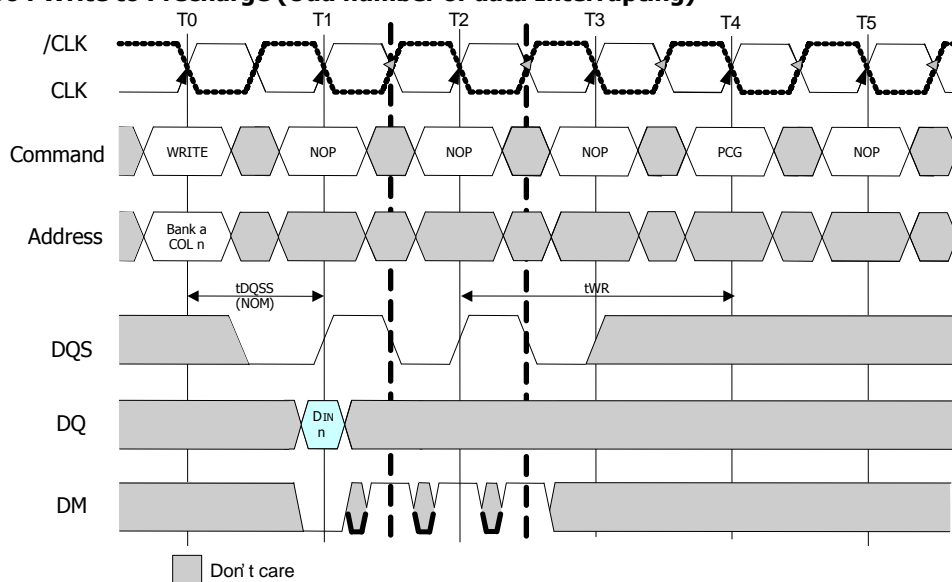 Write to Precharge (Odd number of data Interrupting)
T0 T1 T2 T3 T4 T5
/CLK
CLK
Command WRITE NOP NOP NOP PCG NOP
Address Bank a
COL n
tDQSS
(NOM)
tWR
DQS
DQ DIN
n
DM
Don't care